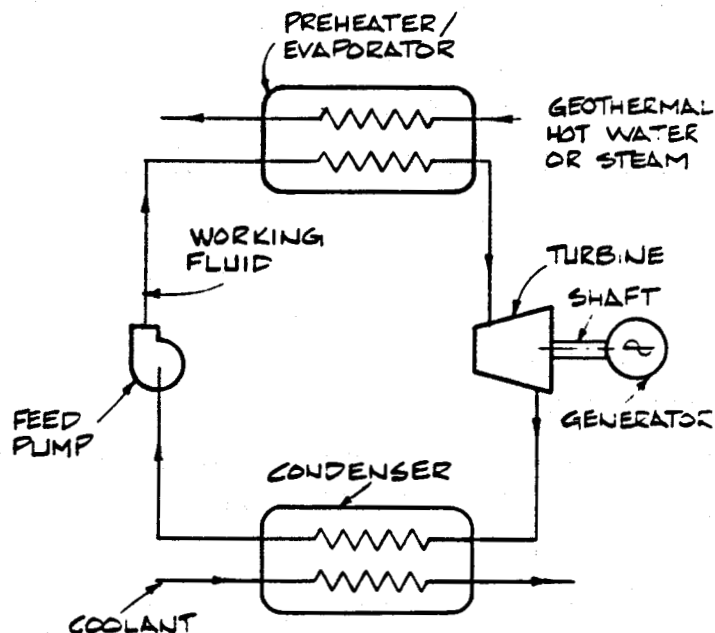 PREHEATER/
EVAPORATOR
GEOTHERMAL
HOT WATER
OR STEAM
WORKING
FLUID
TURBINE
SHAFT
FEED
PUMP
GENERATOR
CONDENSER
COOLANT